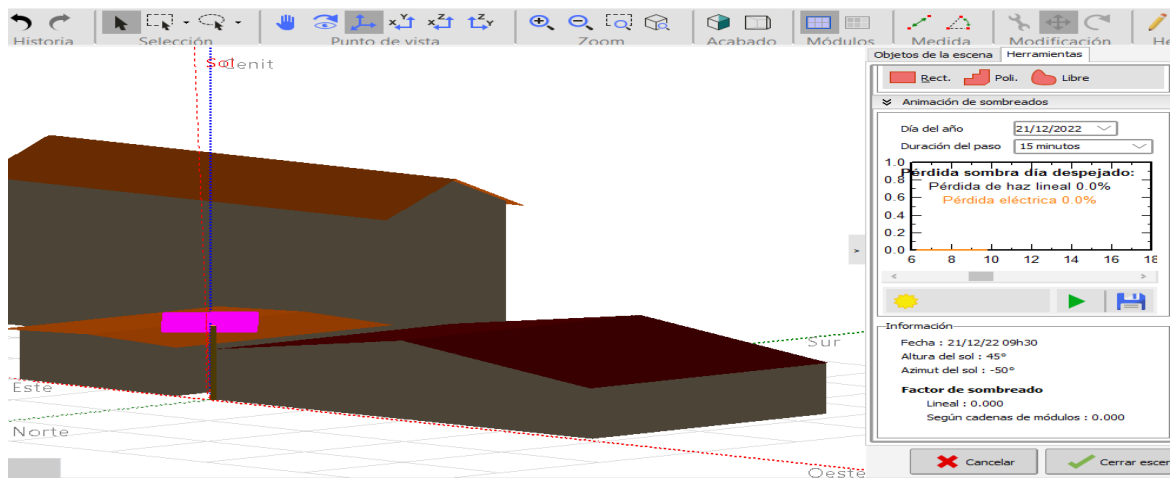 Historia Selección Punto de vista Zoom Acabado Módulos Medida Modificación He
Objetos de la escena Herramientas
Rect. Poli. Libre
Animación de sombreados
Día del año 21/12/2022
Duración del paso 15 minutos
1.0
0.8
0.6
0.4
0.2
0.0
Pérdida sombra día despejado:
Pérdida de haz lineal 0.0%
Pérdida eléctrica 0.0%
6 8 10 12 14 16 18
Información
Fecha : 21/12/22 09h30
Altura del sol : 45°
Azimut del sol : -50°
Factor de sombreado
Lineal : 0.000
Según cadenas de módulos : 0.000
Cancelar Cerrar escer
Sol
Cenit
Sur
Este
Norte
Oeste